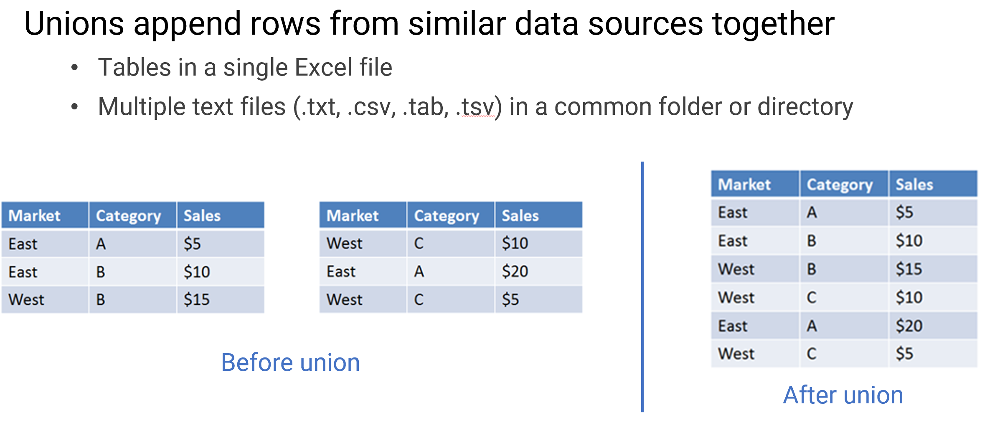 Unions append rows from similar data sources together
• Tables in a single Excel file
• Multiple text files (.txt, .csv, .tab, .tsv) in a common folder or directory
Market Category Sales
East A $5
East B $10
West B $15
Market Category Sales
West C $10
East A $20
West C $5
Before union
Market Category Sales
East A $5
East B $10
West B $15
West C $10
East A $20
West C $5
After union